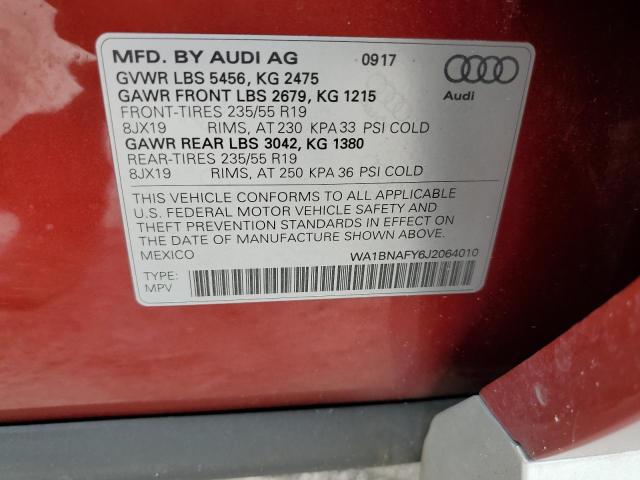 MFD. BY AUDI AG 0917
GVWR LBS 5456, KG 2475
GAWR FRONT LBS 2679, KG 1215
FRONT-TIRES 235/55 R19
8JX19 RIMS, AT 230 KPA 33 PSI COLD
GAWR REAR LBS 3042, KG 1380
REAR-TIRES 235/55 R19
8JX19 RIMS, AT 250 KPA 36 PSI COLD
Audi
THIS VEHICLE CONFORMS TO ALL APPLICABLE
U.S. FEDERAL MOTOR VEHICLE SAFETY AND
THEFT PREVENTION STANDARDS IN EFFECT ON
THE DATE OF MANUFACTURE SHOWN ABOVE.
MEXICO WA1BNAFY6J2064010
TYPE:
MPV